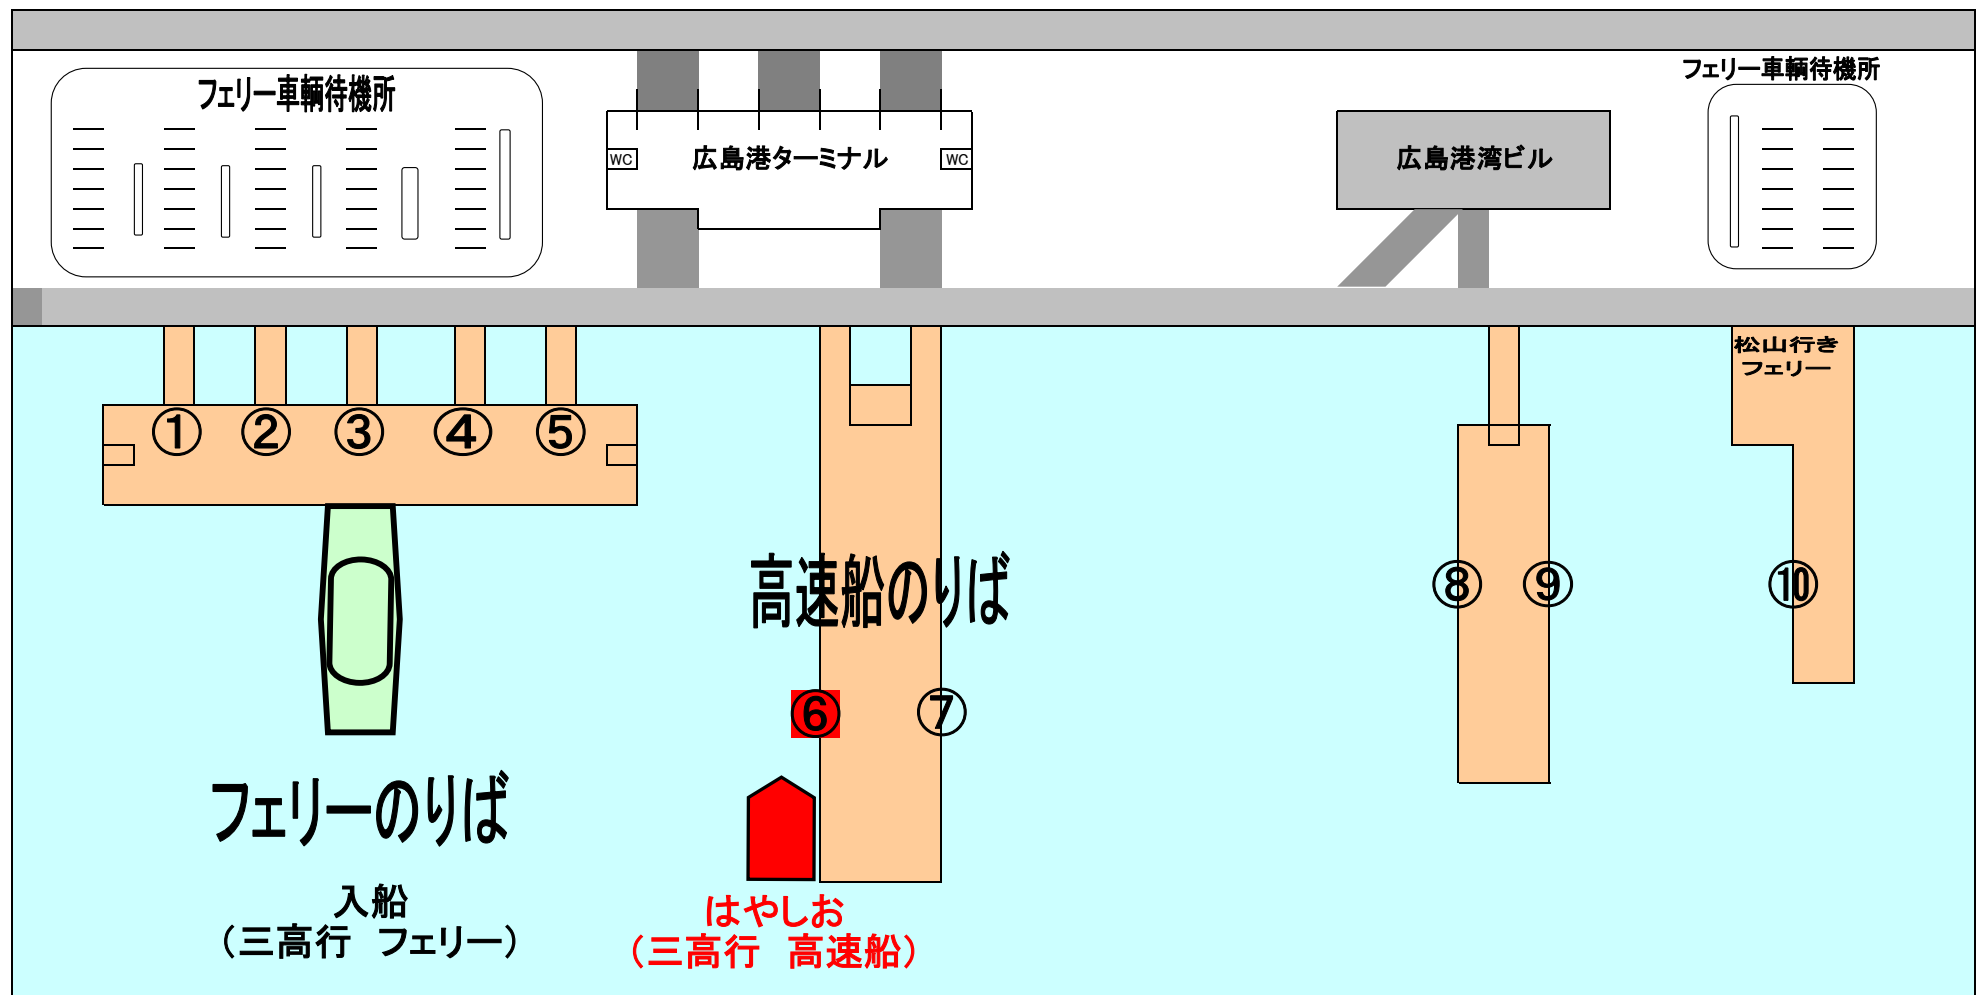 フェリー車輌待機所
フェリー車輌待機所
WC
広島港ターミナル
WC
広島港湾ビル
松山行き
フェリー
①
②
③
④
⑤
高速船のりば
⑧
⑨
⑩
⑥
⑦
フェリーのりば
入船
(三高行 フェリー)
はやしお
(三高行 高速船)